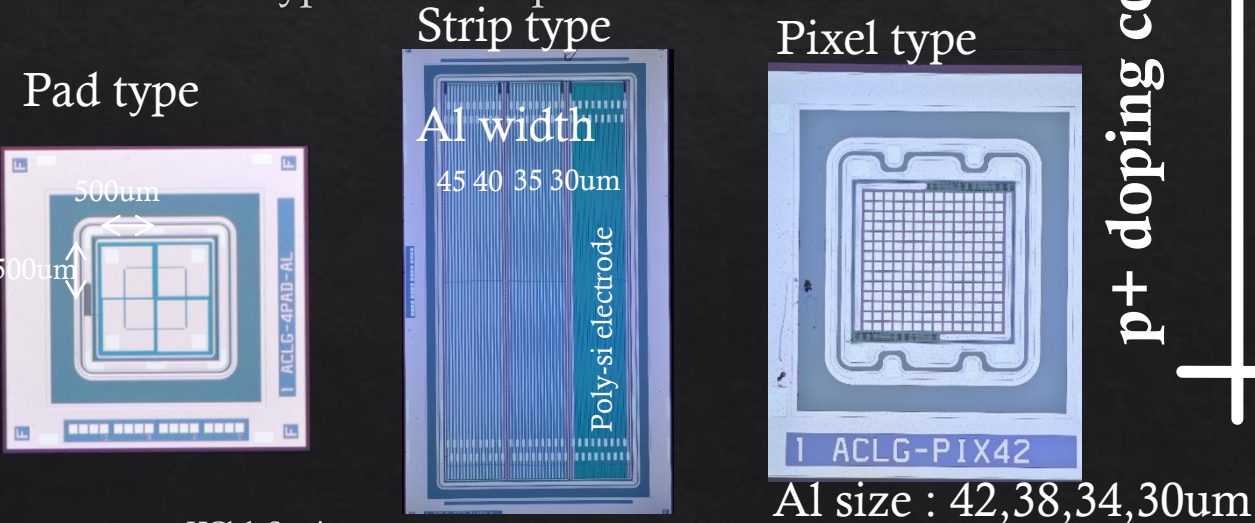 Strip type
Pad type
Pixel type
Al width
45 40 35 30um
500um
500um
Poly-si electrode
1 ACLG-4PAD-AL
F
F
F
F
1 ACLG-PIX42
Al size : 42,38,34,30um
p+ doping co